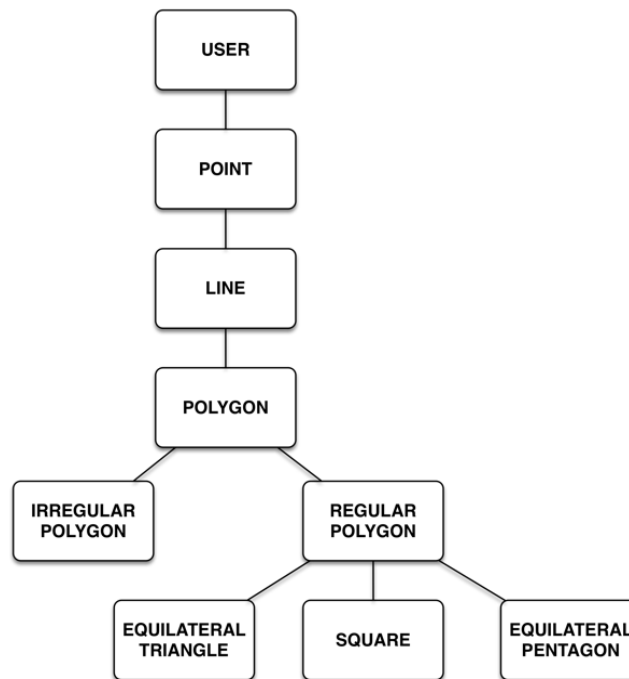 USER
POINT
LINE
POLYGON
IRREGULAR
POLYGON
REGULAR
POLYGON
EQUILATERAL
TRIANGLE
SQUARE
EQUILATERAL
PENTAGON